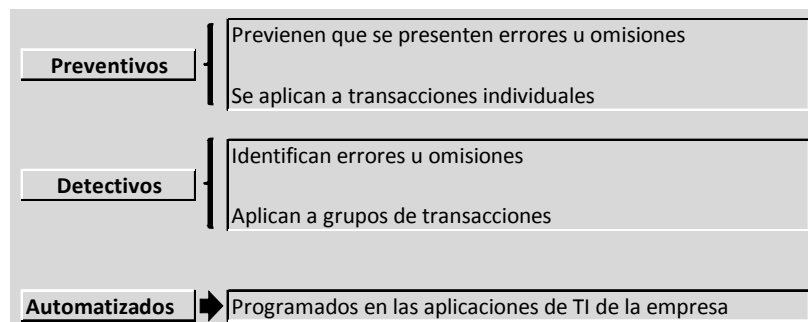 Previenen que se presenten errores u omisiones
Preventivos
Se aplican a transacciones individuales
Identifican errores u omisiones
Detectivos
Aplican a grupos de transacciones
Automatizados
Programados en las aplicaciones de TI de la empresa